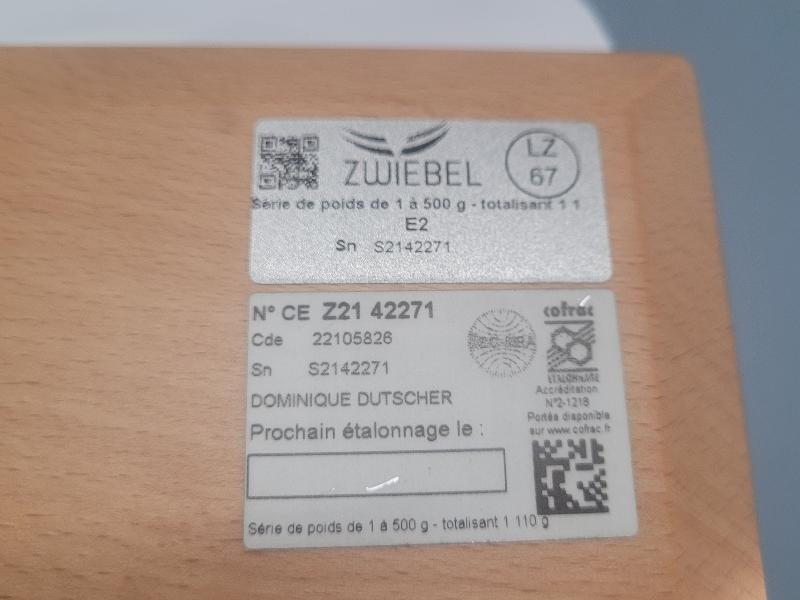 ZWIEBEL
LZ
67
Série de poids de 1 à 500 g - totalisant 1 1
E2
Sn S2142271
N° CE Z21 42271
Cde 22105826
Sn S2142271
DOMINIQUE DUTSCHER
Prochain étalonnage le :
Série de poids de 1 à 500 g - totalisant 1 110 g
cofrac
ETALONNAGE
Accréditation
N°2-1218
Portée disponible
sur www.cofrac.fr